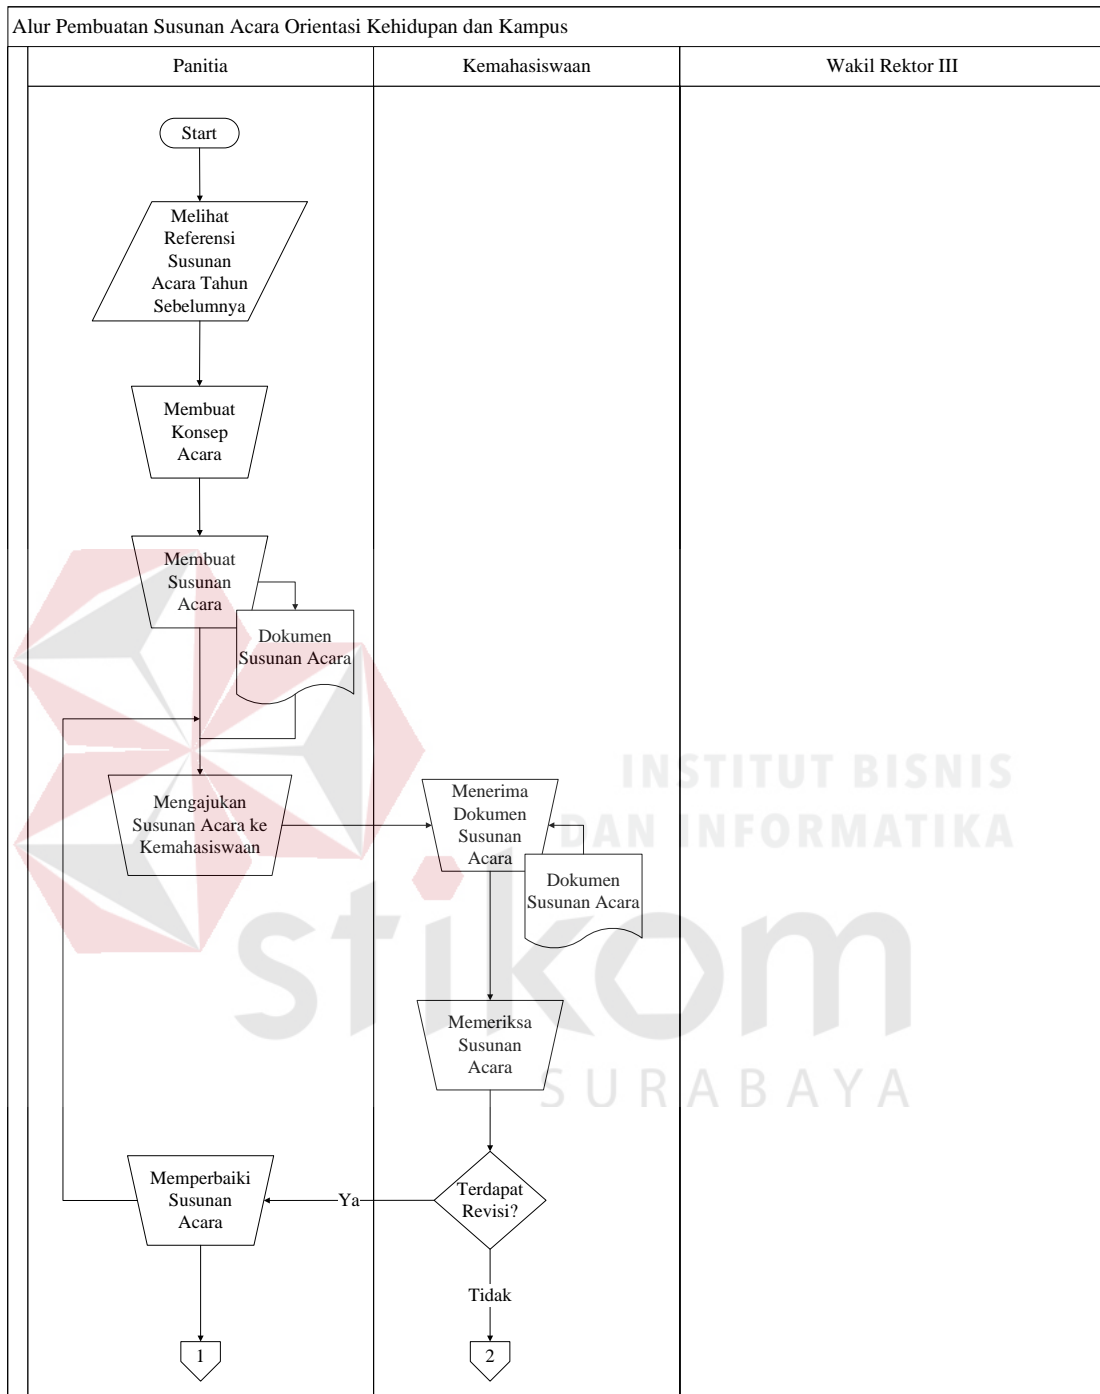 Alur Pembuatan Susunan Acara Orientasi Kehidupan dan Kampus
Panitia
Kemahasiswaan
Wakil Rektor III
Start
Melihat
Referensi
Susunan
Acara Tahun
Sebelumnya
Membuat
Konsep
Acara
Membuat
Susunan
Acara
Dokumen
Susunan Acara
Mengajukan
Susunan Acara ke
Kemahasiswaan
Menerima
Dokumen
Susunan
Acara
Dokumen
Susunan Acara
INSTITUT BISNIS
DAN INFORMATIKA
stikom
SURABAYA
Memeriksa
Susunan
Acara
Terdapat
Revisi?
Ya
Memperbaiki
Susunan
Acara
Tidak
1
2